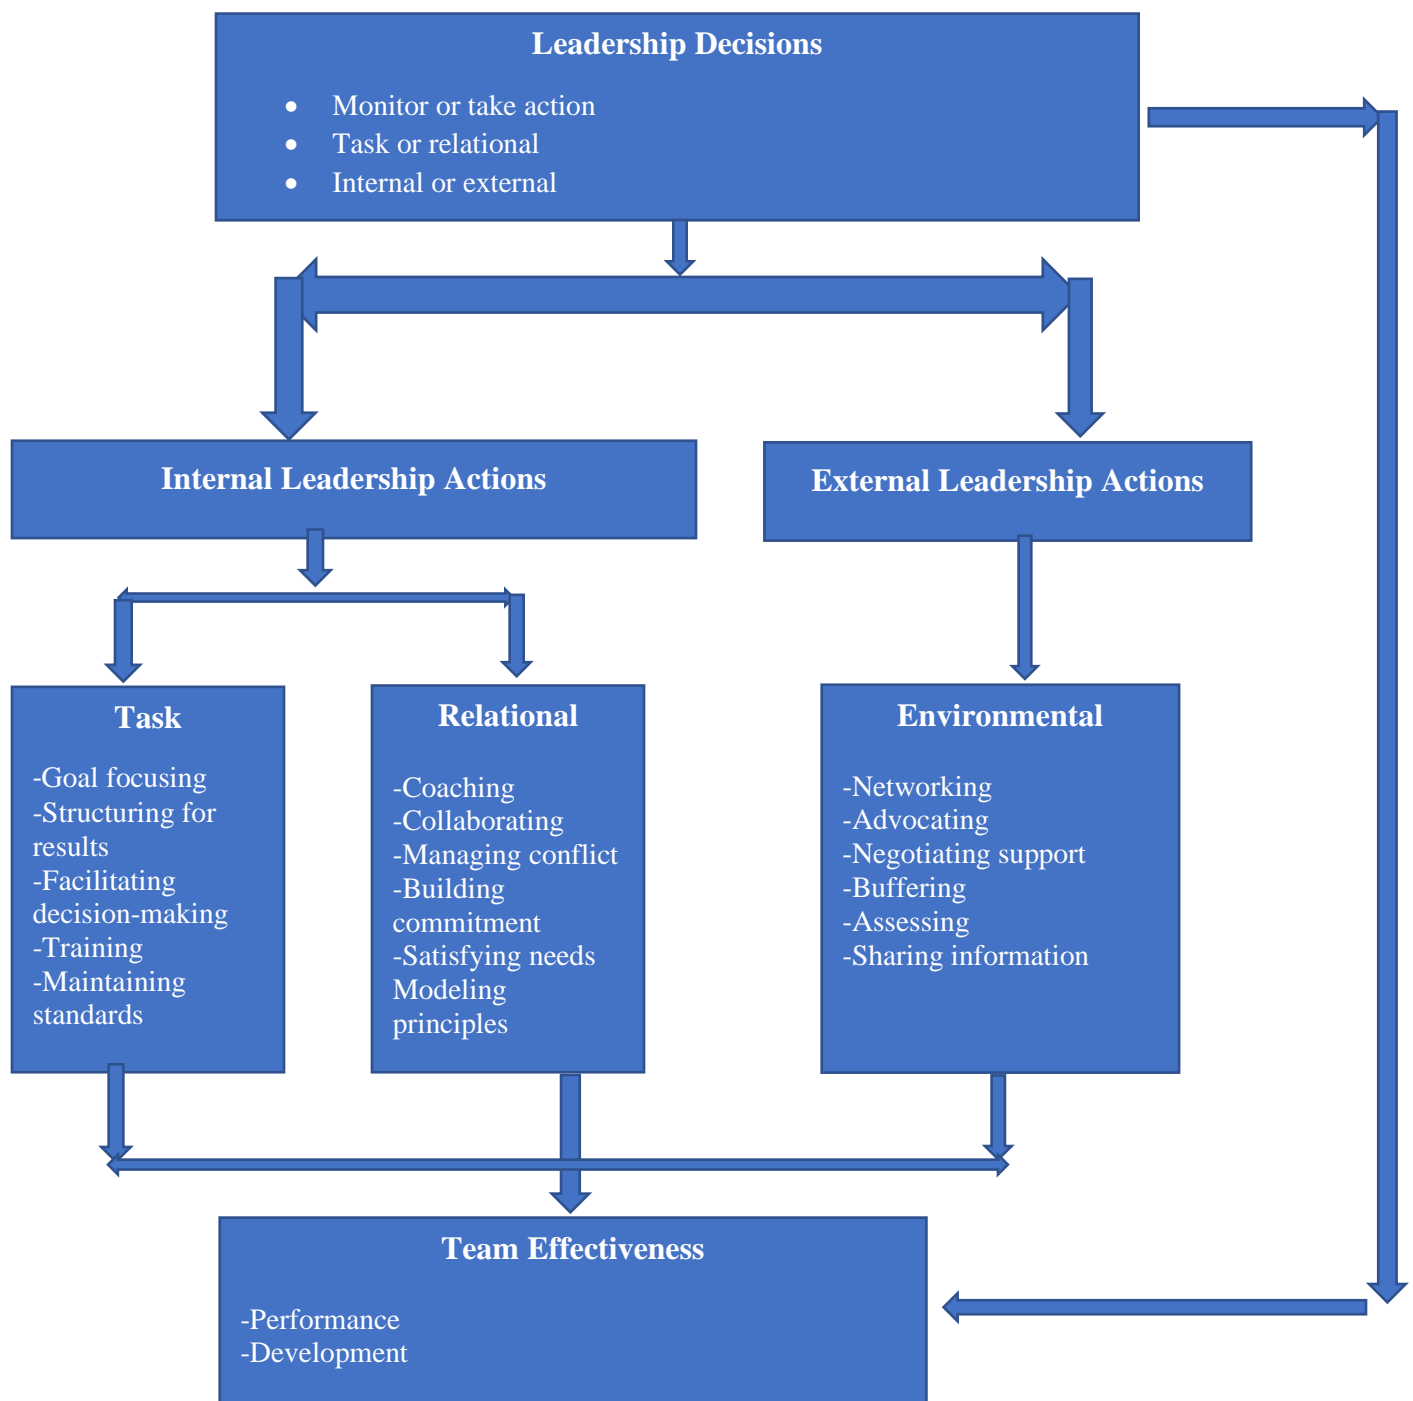 Leadership Decisions
• Monitor or take action
• Task or relational
• Internal or external
Internal Leadership Actions
External Leadership Actions
Task
-Goal focusing
-Structuring for
results
-Facilitating
decision-making
-Training
-Maintaining
standards
Relational
-Coaching
-Collaborating
-Managing conflict
-Building
commitment
-Satisfying needs
Modeling
principles
Environmental
-Networking
-Advocating
-Negotiating support
-Buffering
-Assessing
-Sharing information
Team Effectiveness
-Performance
-Development